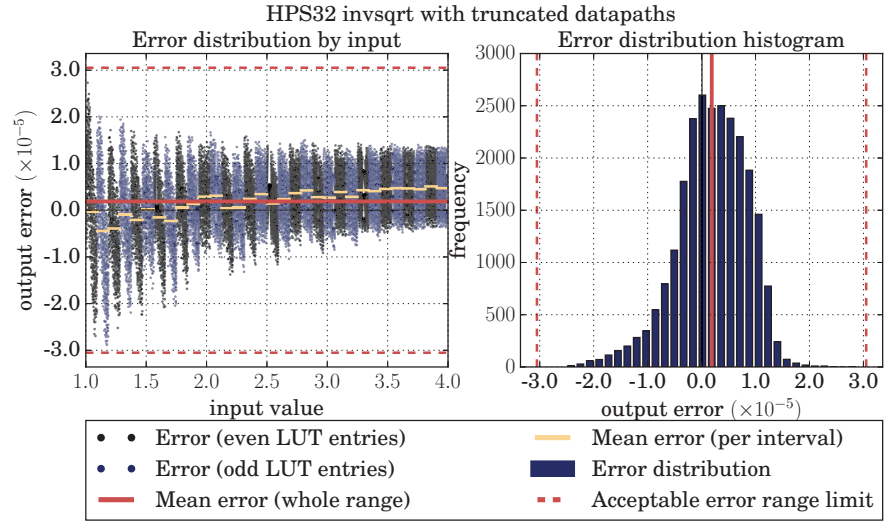 HPS32 invsqrt with truncated datapaths
Error distribution by input
Error distribution histogram
output error (×10⁻⁵)
3.0
2.0
1.0
0.0
-1.0
-2.0
-3.0
1.0 1.5 2.0 2.5 3.0 3.5 4.0
input value
frequency
3000
2500
2000
1500
1000
500
0
-3.0 -2.0 -1.0 0.0 1.0 2.0 3.0
output error (×10⁻⁵)
Error (even LUT entries)
Error (odd LUT entries)
Mean error (whole range)
Mean error (per interval)
Error distribution
Acceptable error range limit